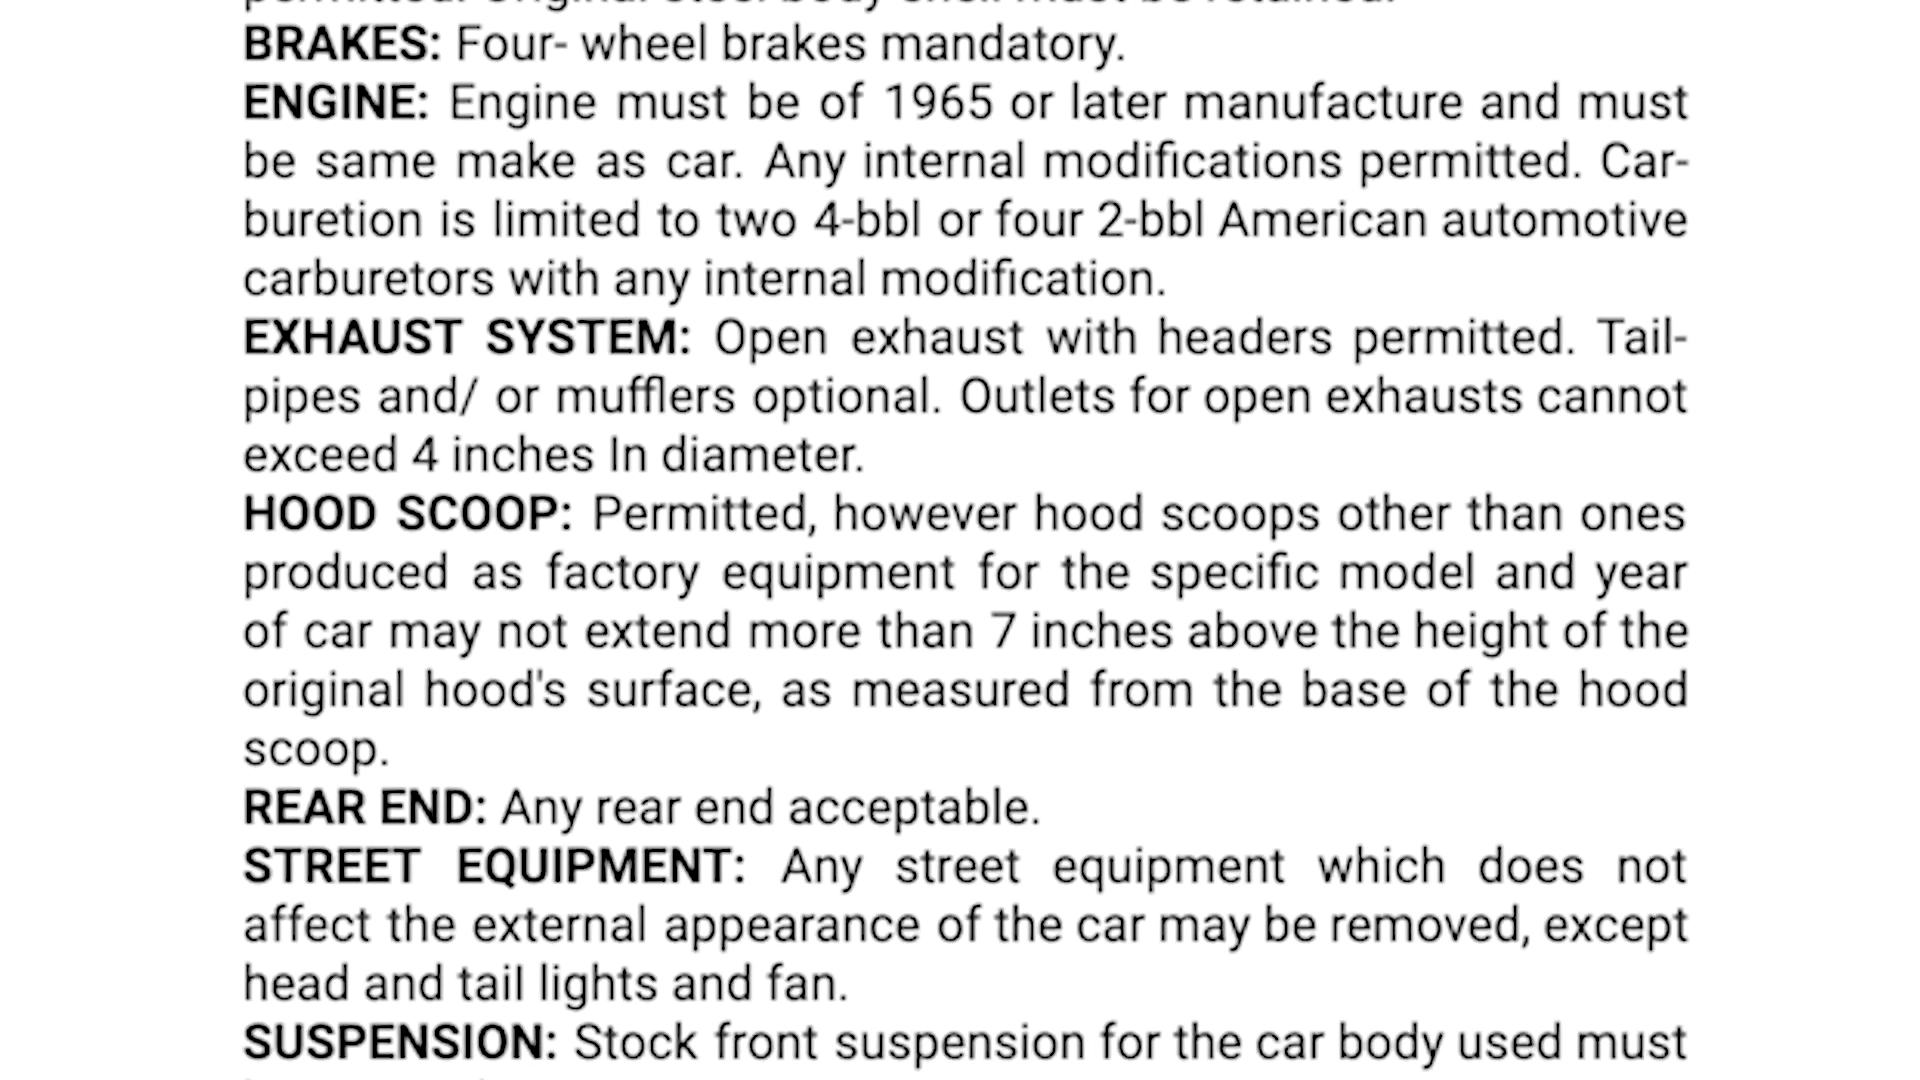 permitted. Original steel body shell must be retained.
BRAKES: Four- wheel brakes mandatory.
ENGINE: Engine must be of 1965 or later manufacture and must
be same make as car. Any internal modifications permitted. Car-
buretion is limited to two 4-bbl or four 2-bbl American automotive
carburetors with any internal modification.
EXHAUST SYSTEM: Open exhaust with headers permitted. Tail-
pipes and/ or mufflers optional. Outlets for open exhausts cannot
exceed 4 inches In diameter.
HOOD SCOOP: Permitted, however hood scoops other than ones
produced as factory equipment for the specific model and year
of car may not extend more than 7 inches above the height of the
original hood's surface, as measured from the base of the hood
scoop.
REAR END: Any rear end acceptable.
STREET EQUIPMENT: Any street equipment which does not
affect the external appearance of the car may be removed, except
head and tail lights and fan.
SUSPENSION: Stock front suspension for the car body used must